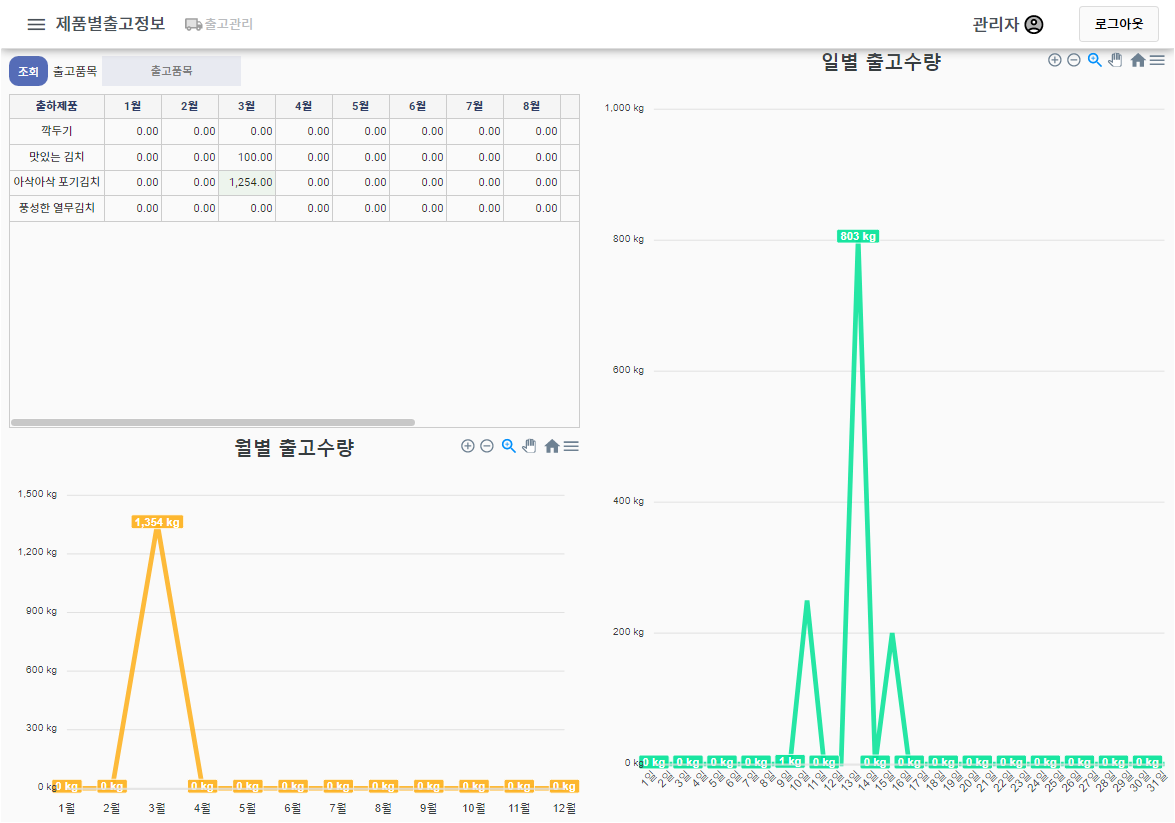 제품별출고정보 출고관리 관리자 로그아웃
조회 출고품목 출고품목
출하제품 1월 2월 3월 4월 5월 6월 7월 8월
깍두기 0.00 0.00 0.00 0.00 0.00 0.00 0.00 0.00
맛있는 김치 0.00 0.00 100.00 0.00 0.00 0.00 0.00 0.00
아삭아삭 포기김치 0.00 0.00 1,254.00 0.00 0.00 0.00 0.00 0.00
풍성한 열무김치 0.00 0.00 0.00 0.00 0.00 0.00 0.00 0.00
월별 출고수량
1,500 kg
1,354 kg
1,200 kg
900 kg
600 kg
300 kg
0 kg 0 kg 0 kg 0 kg 0 kg 0 kg 0 kg 0 kg 0 kg 0 kg 0 kg 0 kg
1월 2월 3월 4월 5월 6월 7월 8월 9월 10월 11월 12월
일별 출고수량
1,000 kg
800 kg
803 kg
600 kg
400 kg
200 kg
0 kg 0 kg 0 kg 0 kg 0 kg 1 kg 0 kg 0 kg 0 kg 0 kg 0 kg 0 kg 0 kg 0 kg 0 kg 0 kg
1일 2일 3일 4일 5일 6일 7일 8일 9일 10일 11일 12일 13일 14일 15일 16일 17일 18일 19일 20일 21일 22일 23일 24일 25일 26일 27일 28일 29일 30일 31일